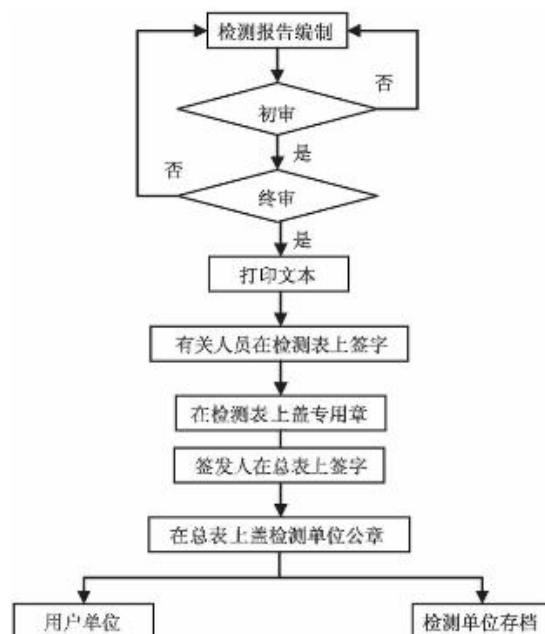 检测报告编制
否
初审
是
否
终审
是
打印文本
有关人员在检测表上签字
在检测表上盖专用章
签发人在总表上签字
在总表上盖检测单位公章
用户单位
检测单位存档